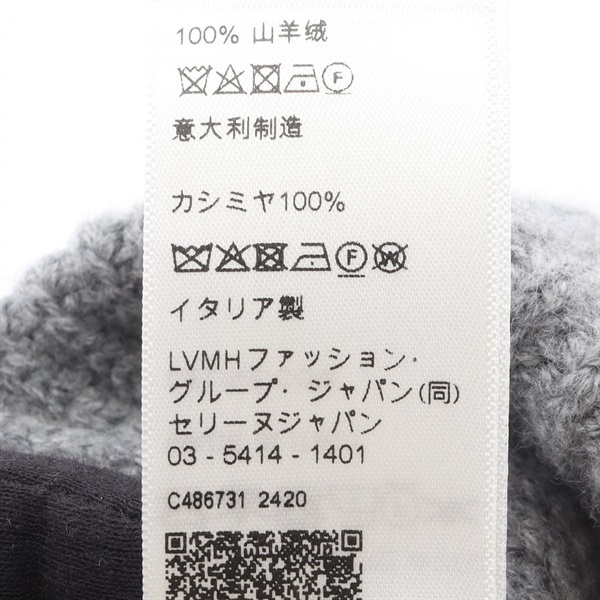 100% 山羊绒
F
意大利制造
カシミヤ100%
F W
イタリア製
LVMHファッション・
グループ・ジャパン(同)
セリーヌジャパン
03 - 5414 - 1401
C486731 2420